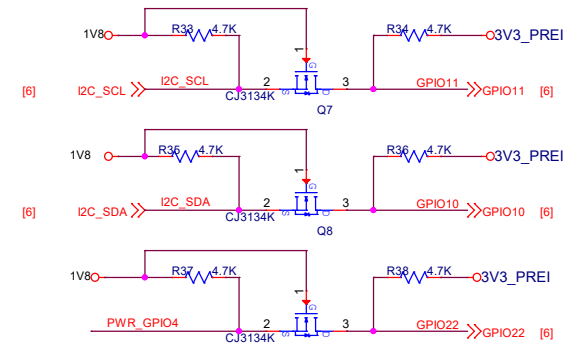 1V8 R33 4.7K 1 R34 4.7K 3V3_PREI
G
[6] I2C_SCL I2C_SCL 2 S D 3 GPIO11 GPIO11 [6]
CJ3134K
Q7
1V8 R35 4.7K 1 R36 4.7K 3V3_PREI
G
[6] I2C_SDA I2C_SDA 2 S D 3 GPIO10 GPIO10 [6]
CJ3134K
Q8
1V8 R37 4.7K 1 R38 4.7K 3V3_PREI
G
PWR_GPIO4 2 S D 3 GPIO22 GPIO22 [6]
CJ3134K